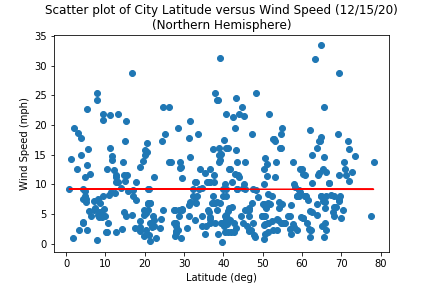 Scatter plot of City Latitude versus Wind Speed (12/15/20)
(Northern Hemisphere)
35
30
25
20
15
10
5
0
Wind Speed (mph)
0 10 20 30 40 50 60 70 80
Latitude (deg)